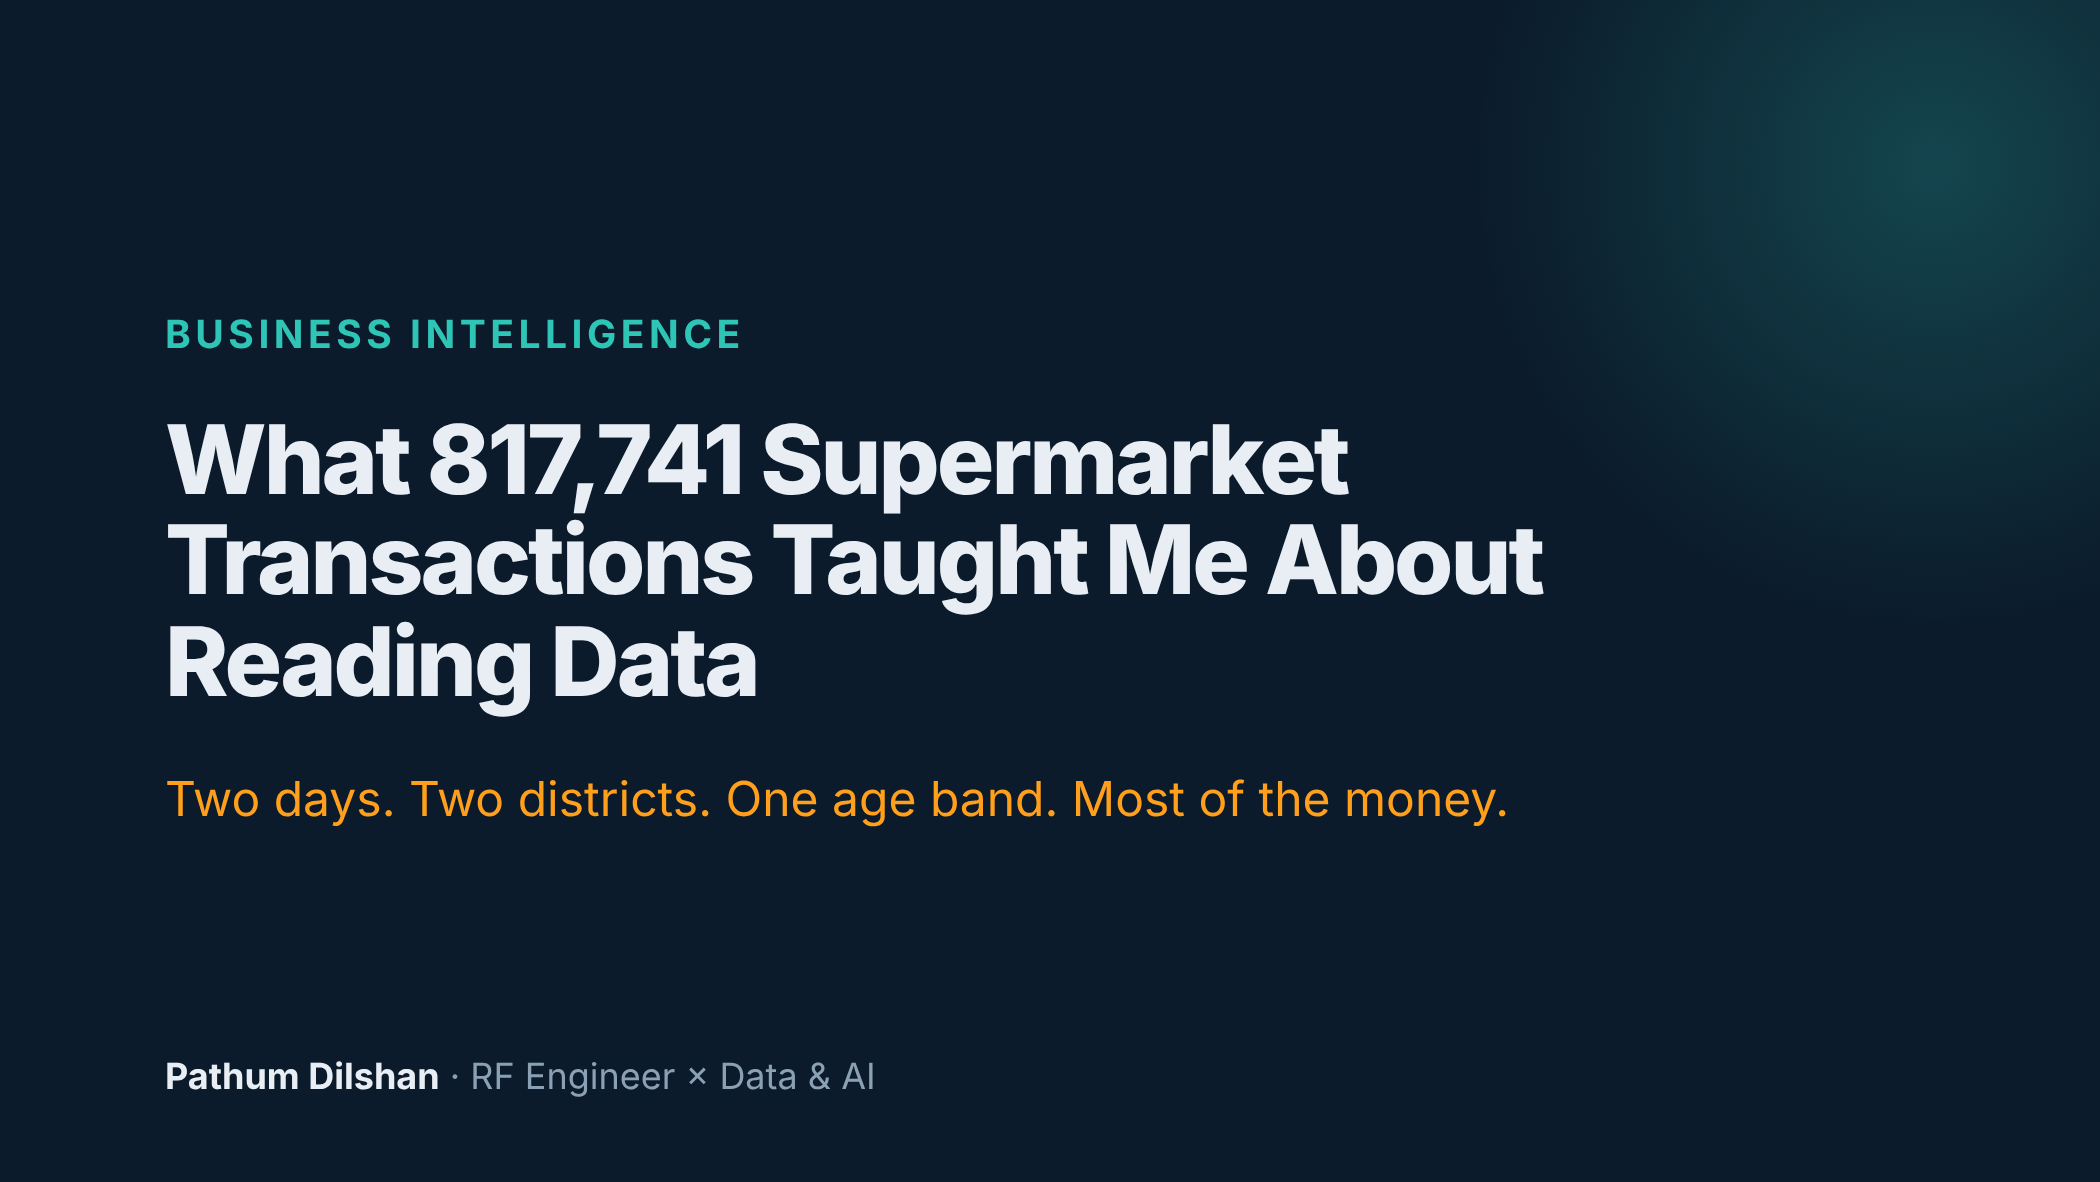 BUSINESS INTELLIGENCE
What 817,741 Supermarket
Transactions Taught Me About
Reading Data
Two days. Two districts. One age band. Most of the money.
Pathum Dilshan · RF Engineer × Data & AI